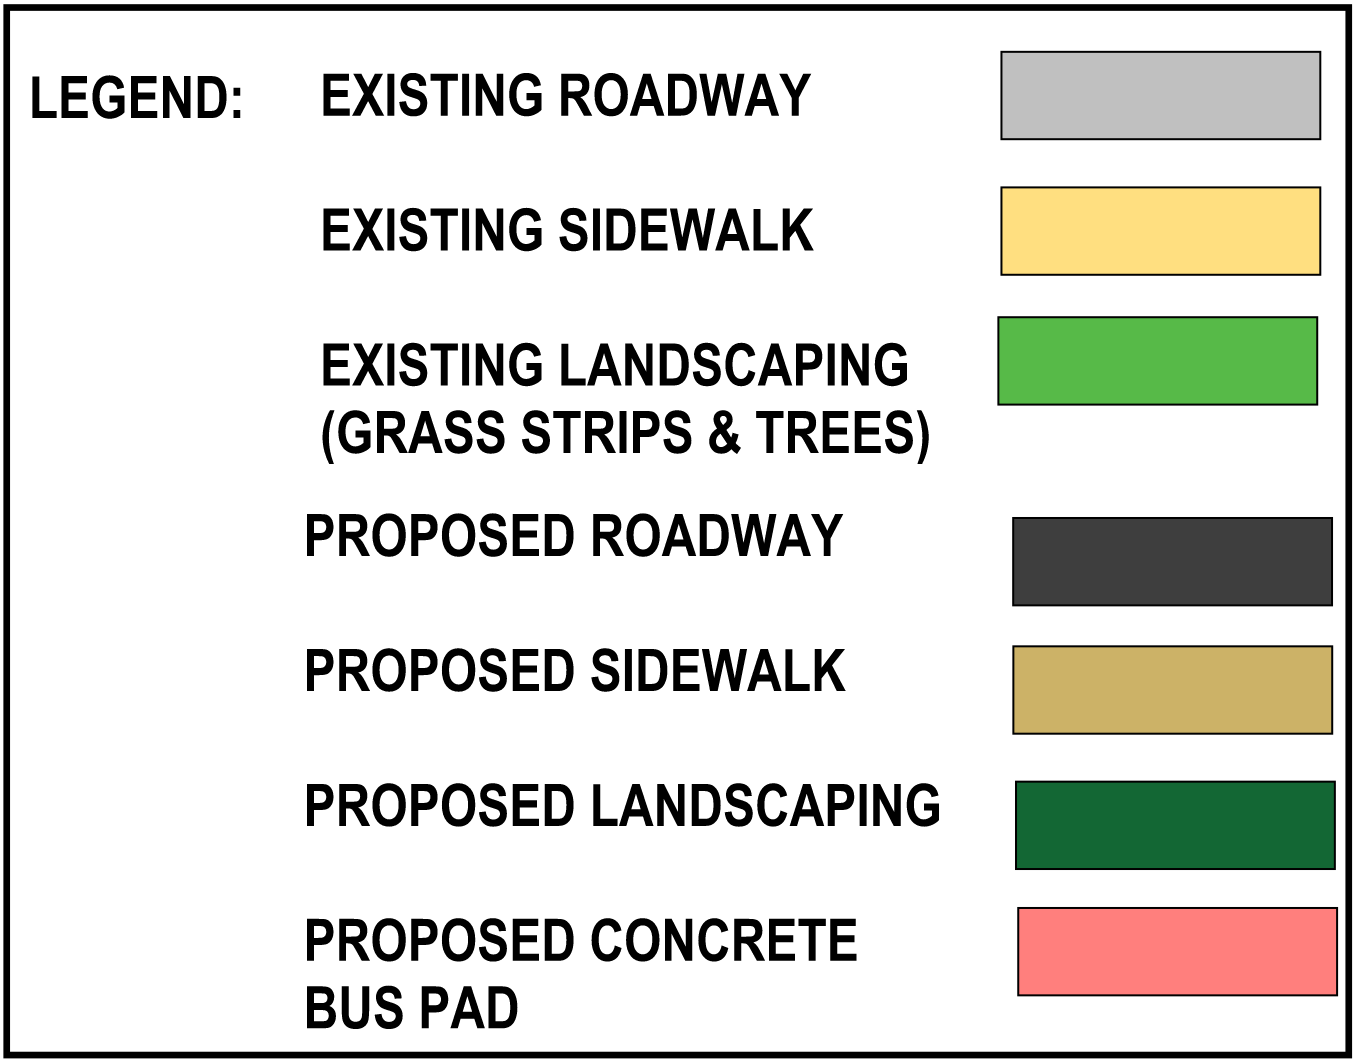 LEGEND: EXISTING ROADWAY
EXISTING SIDEWALK
EXISTING LANDSCAPING
(GRASS STRIPS & TREES)
PROPOSED ROADWAY
PROPOSED SIDEWALK
PROPOSED LANDSCAPING
PROPOSED CONCRETE
BUS PAD